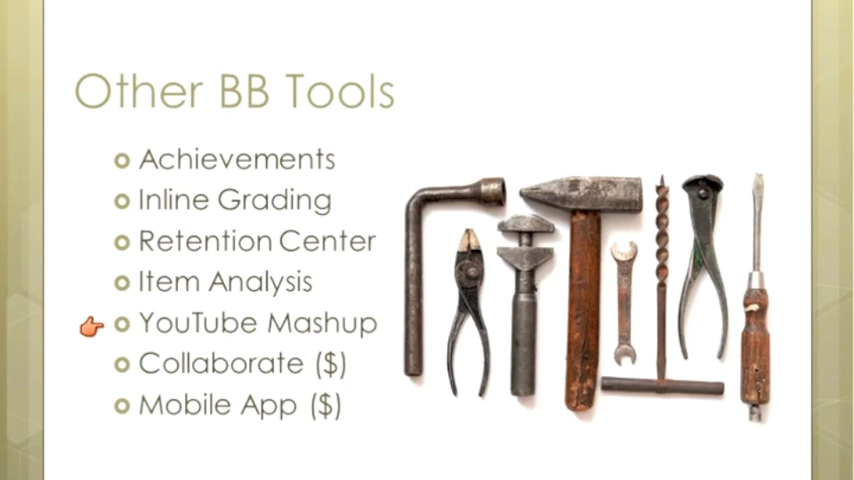 Other BB Tools
Achievements
Inline Grading
Retention Center
Item Analysis
YouTube Mashup
Collaborate ($)
Mobile App ($)